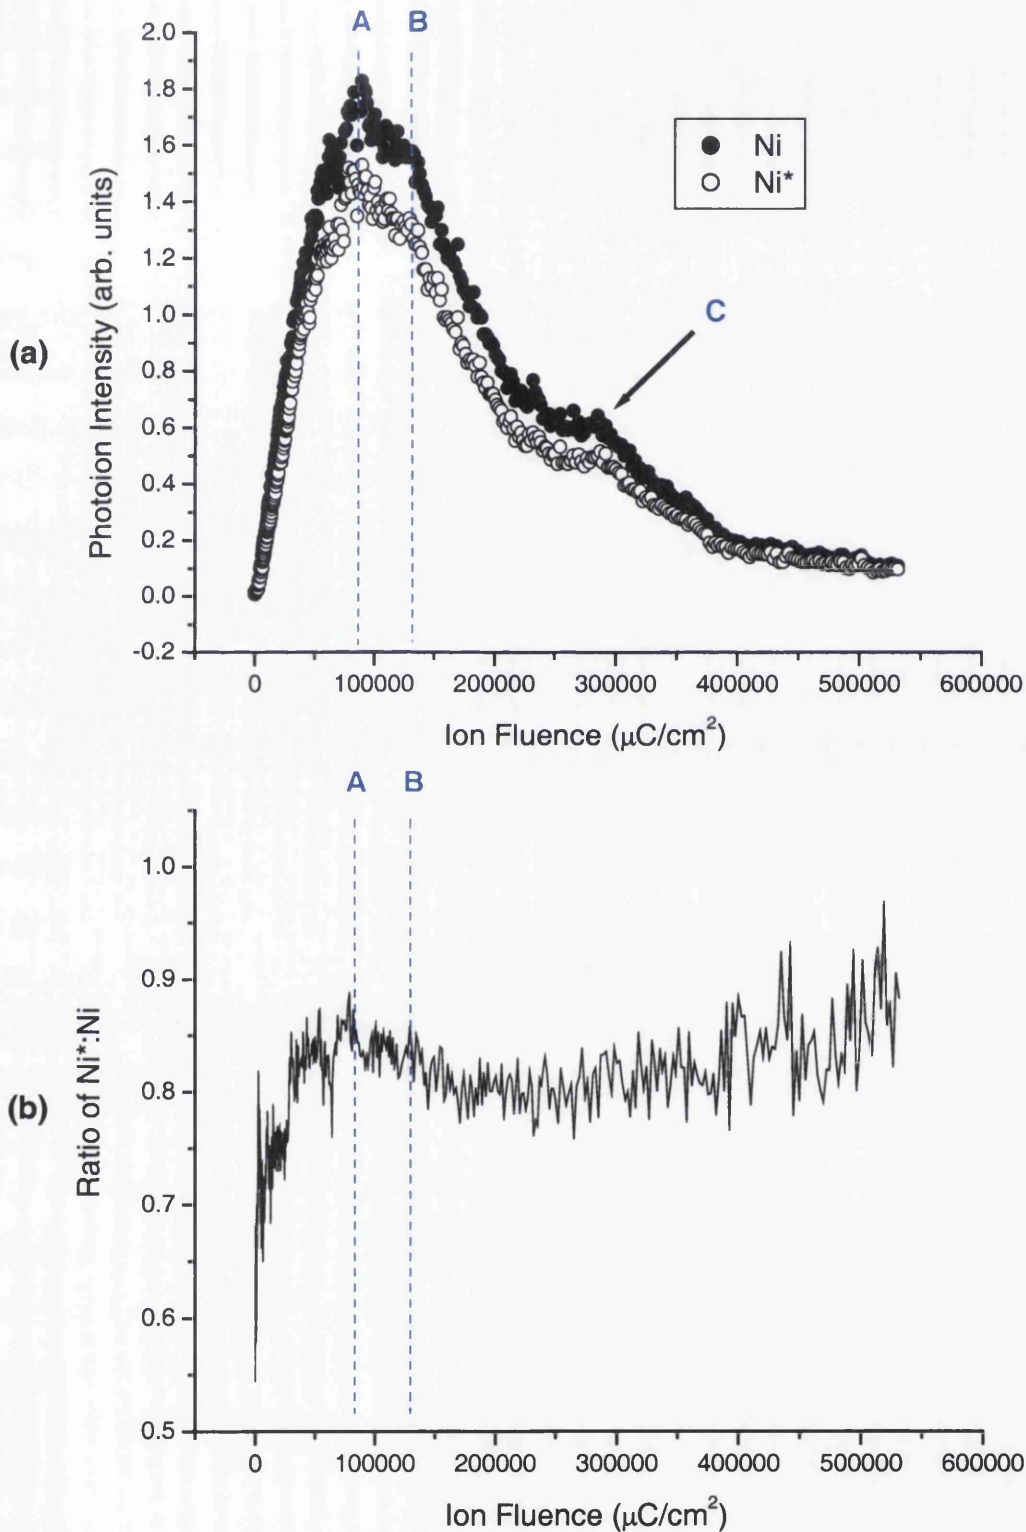 A B
2.0
1.8
1.6
1.4
1.2
1.0
0.8
0.6
0.4
0.2
0.0
-0.2
Photoion Intensity (arb. units)
(a)
Ni
Ni*
C
0 100000 200000 300000 400000 500000 600000
Ion Fluence (μC/cm²)
A B
1.0
0.9
0.8
0.7
0.6
0.5
Ratio of Ni*:Ni
(b)
0 100000 200000 300000 400000 500000 600000
Ion Fluence (μC/cm²)